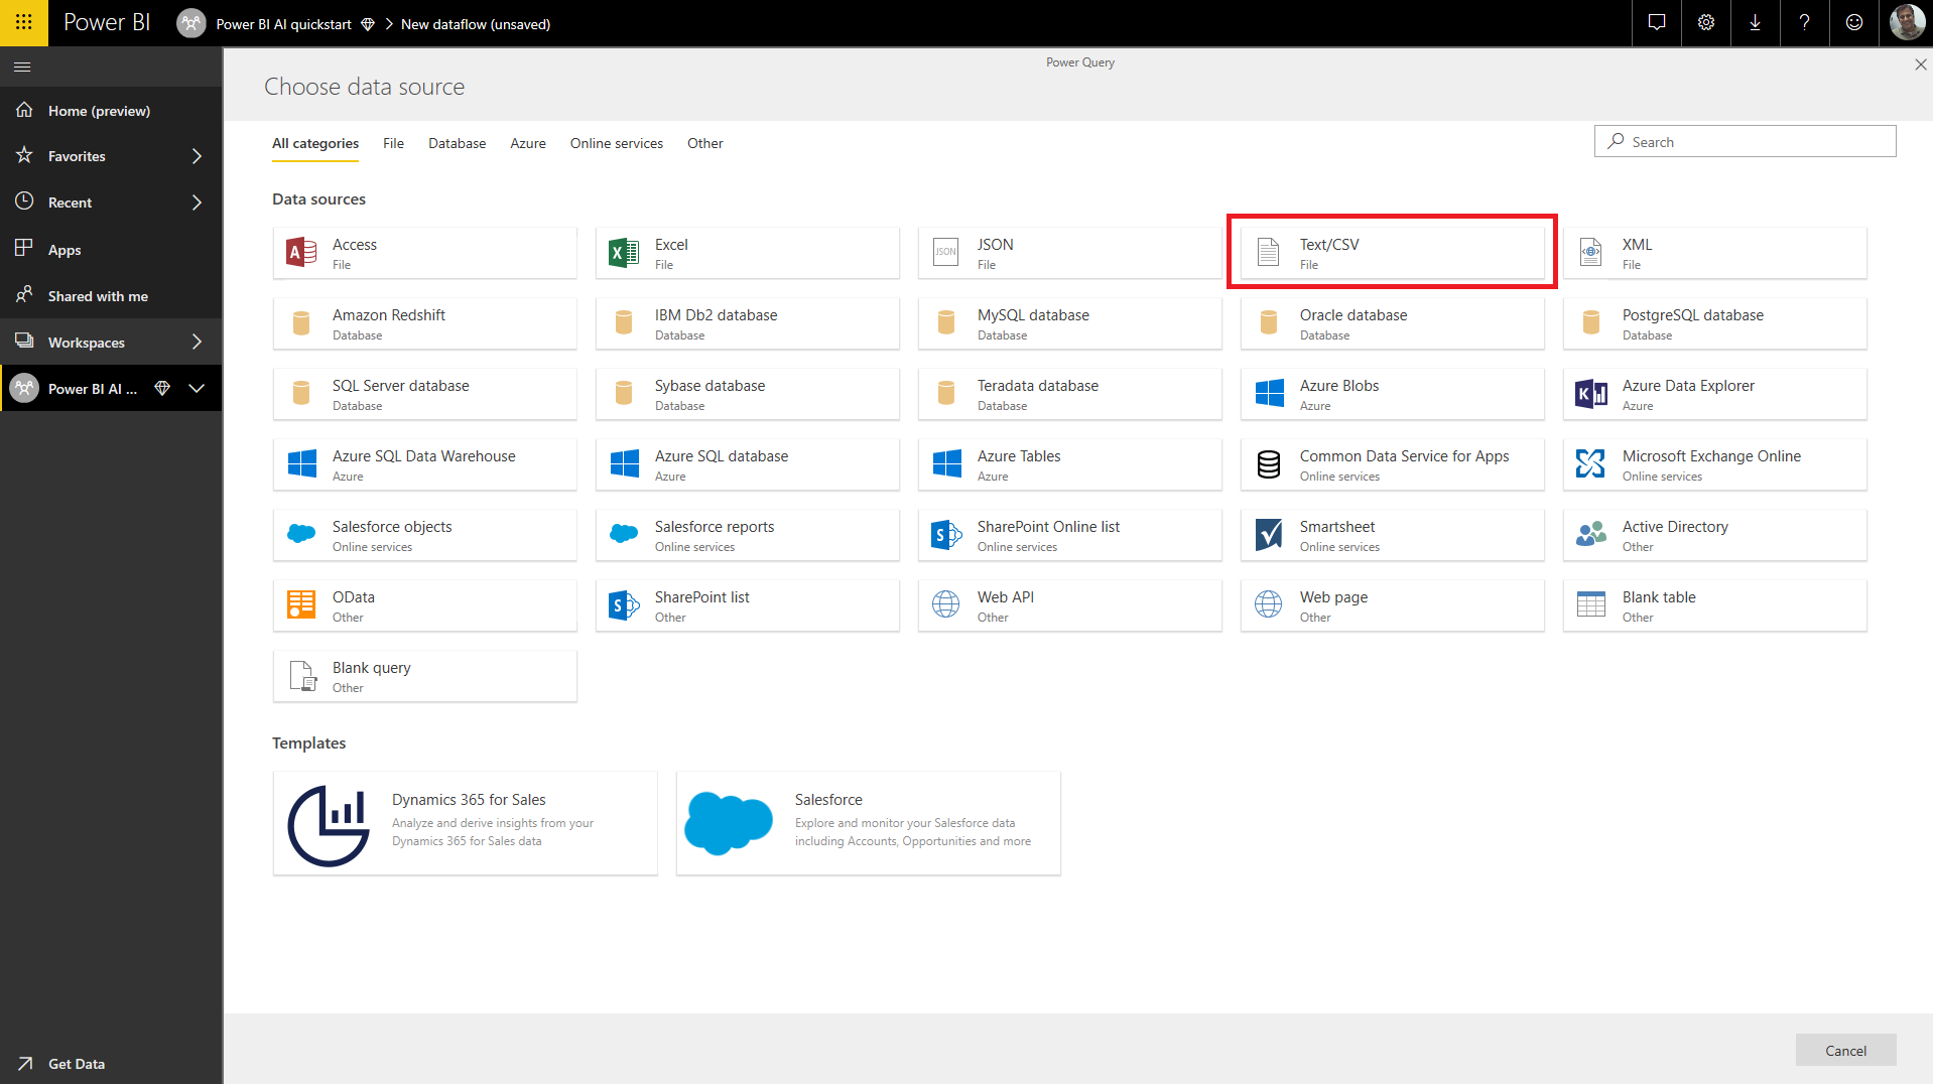 Power BI
Power BI AI quickstart
New dataflow (unsaved)
Home (preview)
Favorites
Recent
Apps
Shared with me
Workspaces
Power BI AI ...
Get Data
Power Query
Choose data source
All categories
File
Database
Azure
Online services
Other
Search
Data sources
Access
File
Excel
File
JSON
JSON
File
Text/CSV
File
XML
File
Amazon Redshift
Database
IBM Db2 database
Database
MySQL database
Database
Oracle database
Database
PostgreSQL database
Database
SQL Server database
Database
Sybase database
Database
Teradata database
Database
Azure Blobs
Azure
Azure Data Explorer
Azure
Azure SQL Data Warehouse
Azure
Azure SQL database
Azure
Azure Tables
Azure
Common Data Service for Apps
Online services
Microsoft Exchange Online
Online services
Salesforce objects
Online services
Salesforce reports
Online services
SharePoint Online list
Online services
Smartsheet
Online services
Active Directory
Other
OData
Other
SharePoint list
Other
Web API
Other
Web page
Other
Blank table
Other
Blank query
Other
Templates
Dynamics 365 for Sales
Analyze and derive insights from your
Dynamics 365 for Sales data
Salesforce
Explore and monitor your Salesforce data
including Accounts, Opportunities and more
Cancel